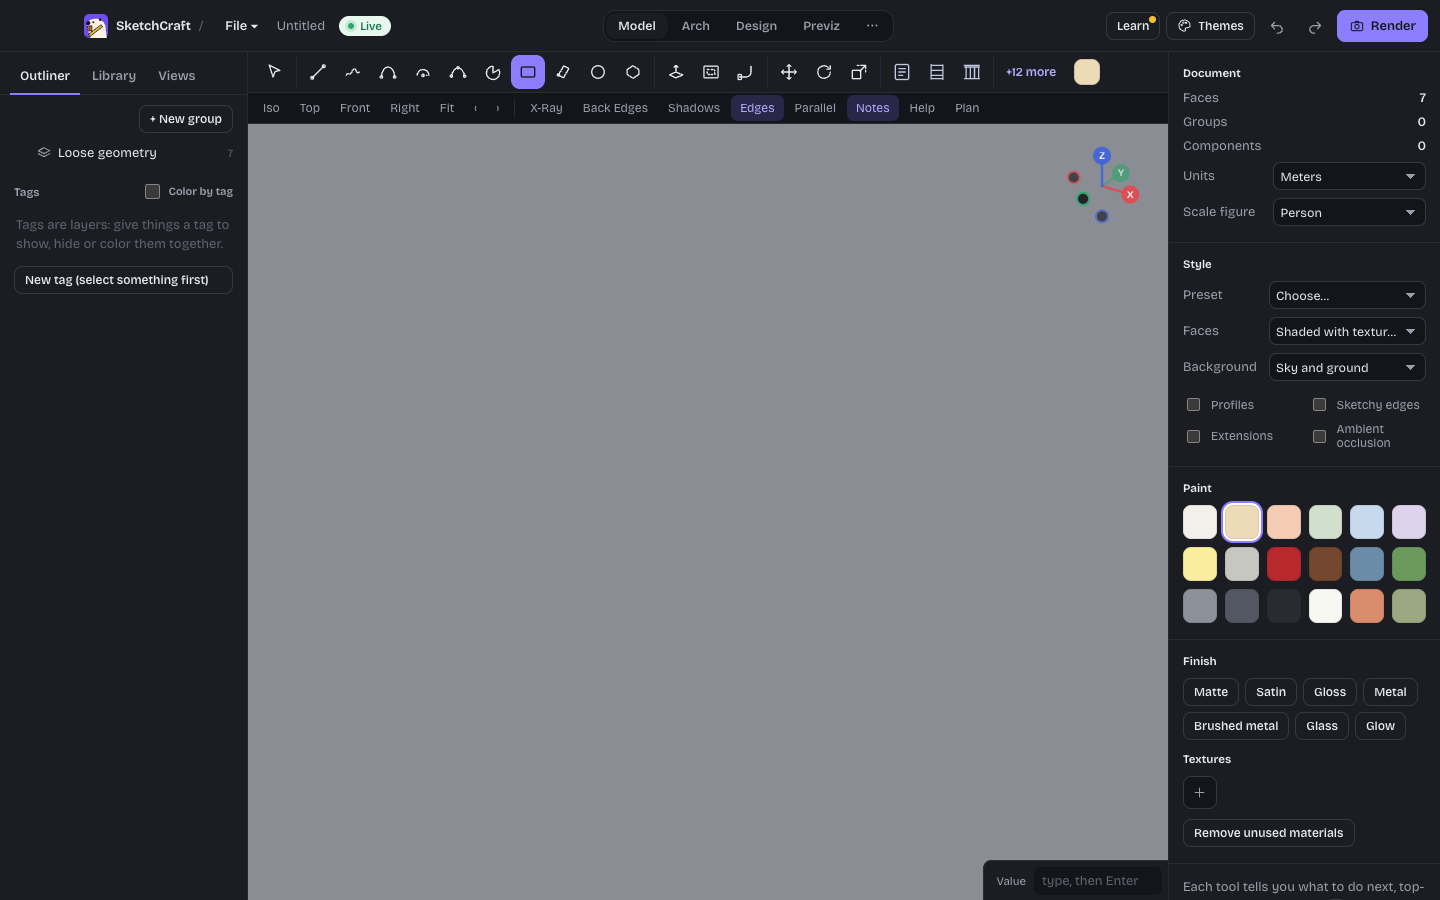 SketchCraft / File Untitled Live
Model Arch Design Previz ···
Learn Themes Render
Outliner Library Views
+ New group
Loose geometry 7
Tags Color by tag
Tags are layers: give things a tag to
show, hide or color them together.
New tag (select something first)
+12 more
Iso Top Front Right Fit ‹ › X-Ray Back Edges Shadows Edges Parallel Notes Help Plan
Z
Y
X
Value type, then Enter
Document
Faces 7
Groups 0
Components 0
Units Meters
Scale figure Person
Style
Preset Choose...
Faces Shaded with textur...
Background Sky and ground
Profiles Sketchy edges
Extensions Ambient
occlusion
Paint
Finish
Matte Satin Gloss Metal
Brushed metal Glass Glow
Textures
+
Remove unused materials
Each tool tells you what to do next, top-